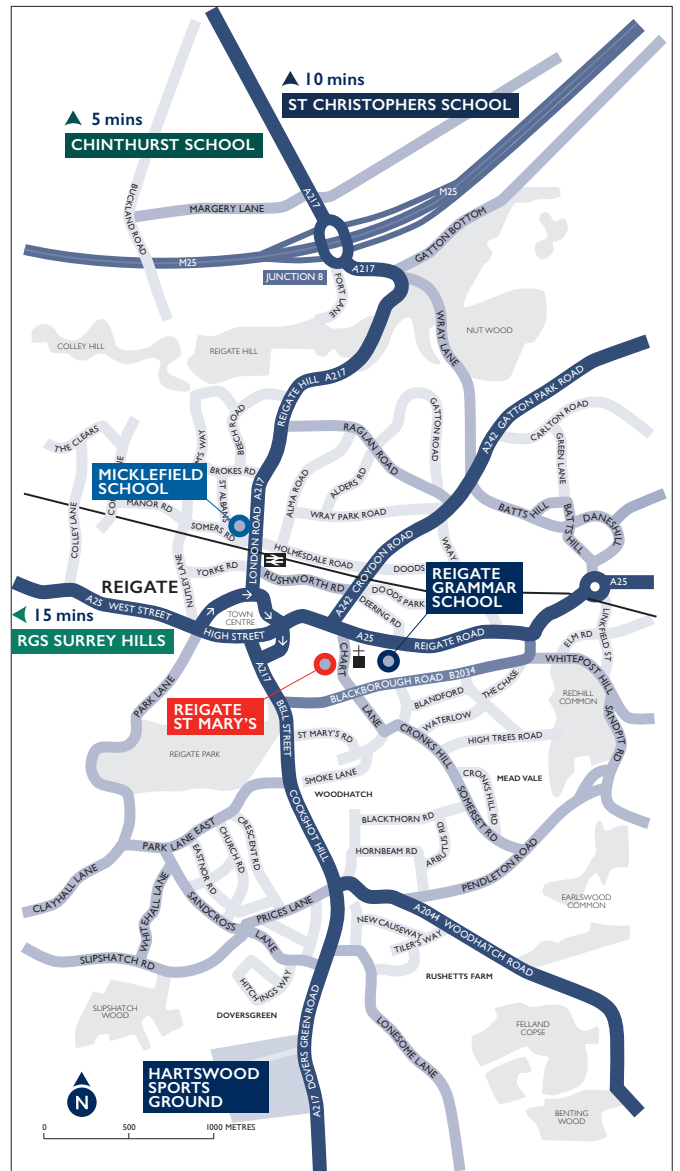 10 mins
ST CHRISTOPHERS SCHOOL
5 mins
CHINTHURST SCHOOL
A217
M25
BUCKLAND ROAD
MARGERY LANE
GATTON BOTTOM
M25
A217
JUNCTION 8
FORT LANE
WRAY LANE
NUT WOOD
COLLEY HILL
REIGATE HILL
REIGATE HILL A217
A242 GATTON PARK ROAD
BEECH ROAD
GATTON ROAD
CARLTON ROAD
THE CLEARS
M'S WAY
RAGLAN ROAD
GREEN LANE
MICKLEFIELD
SCHOOL
BROKES RD
ALMA ROAD
ALDERS RD
ST ALBANS
MANOR RD
LONDON ROAD A217
WRAY PARK ROAD
BATTS HILL
BATTS HILL
DANESHILL
COLLEY LANE
SOMERS RD
HOLMESDALE ROAD
A242 CROYDON ROAD
WRAY
NUTLEY LANE
YORKE RD
DOODS
REIGATE
RUSHWORTH RD
DOODS PARK
REIGATE
GRAMMAR
SCHOOL
A25
A25 WEST STREET
TOWN
CENTRE
DEERING RD
LINKFIELD ST
15 mins
RGS SURREY HILLS
HIGH STREET
A25
REIGATE ROAD
ELM RD
A217
CHART
LANE
BLACKBOROUGH ROAD B2034
WHITEPOST HILL
PARK LANE
REIGATE
ST MARY'S
BELL STREET
BLANDFORD
THE CHASE
REDHILL
COMMON
SANDPIT RD
WATERLOW
ST MARY'S RD
CRONKS HILL
HIGH TREES ROAD
REIGATE PARK
SMOKE LANE
CRONKS HILL RD
MEAD VALE
WOODHATCH
COCKSHOT HILL
SOMERSET RD
BLACKTHORN RD
CRESCENT RD
CHURCH RD
EASTNOR RD
PARK LANE EAST
ARBUTUS RD
HORNBEAM RD
PENDLETON ROAD
CLAYHALL LANE
WHITEHALL LANE
SANDCROSS
LANE
PRICES LANE
EARLSWOOD
COMMON
A2044 WOODHATCH ROAD
NEW CAUSEWAY
TILER'S WAY
SLIPSHATCH RD
HITCHINGS WAY
RUSHETTS FARM
SLIPSHATCH
WOOD
DOVERSGREEN
A217 DOVERS GREEN ROAD
LONESOME LANE
FELLAND
COPSE
HARTSWOOD
SPORTS
GROUND
N
BENTING
WOOD
0 500 1000 METRES